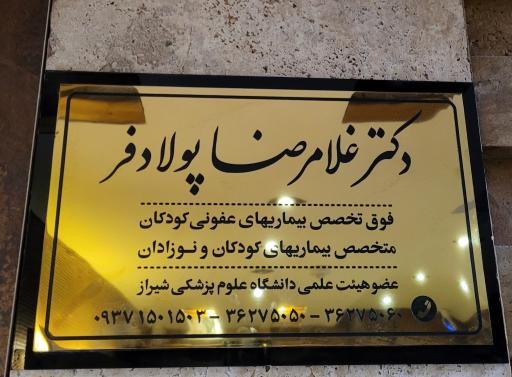 دکتر غلامرضا پولادفر
فوق تخصص بیماریهای عفونی کودکان
متخصص بیماریهای کودکان و نوزادان
عضو هیئت علمی دانشگاه علوم پزشکی شیراز
۳۶۲۷۵۰۶۰ - ۳۶۲۷۵۰۵۰ - ۰۹۳۷۱۵۰۱۵۰۳